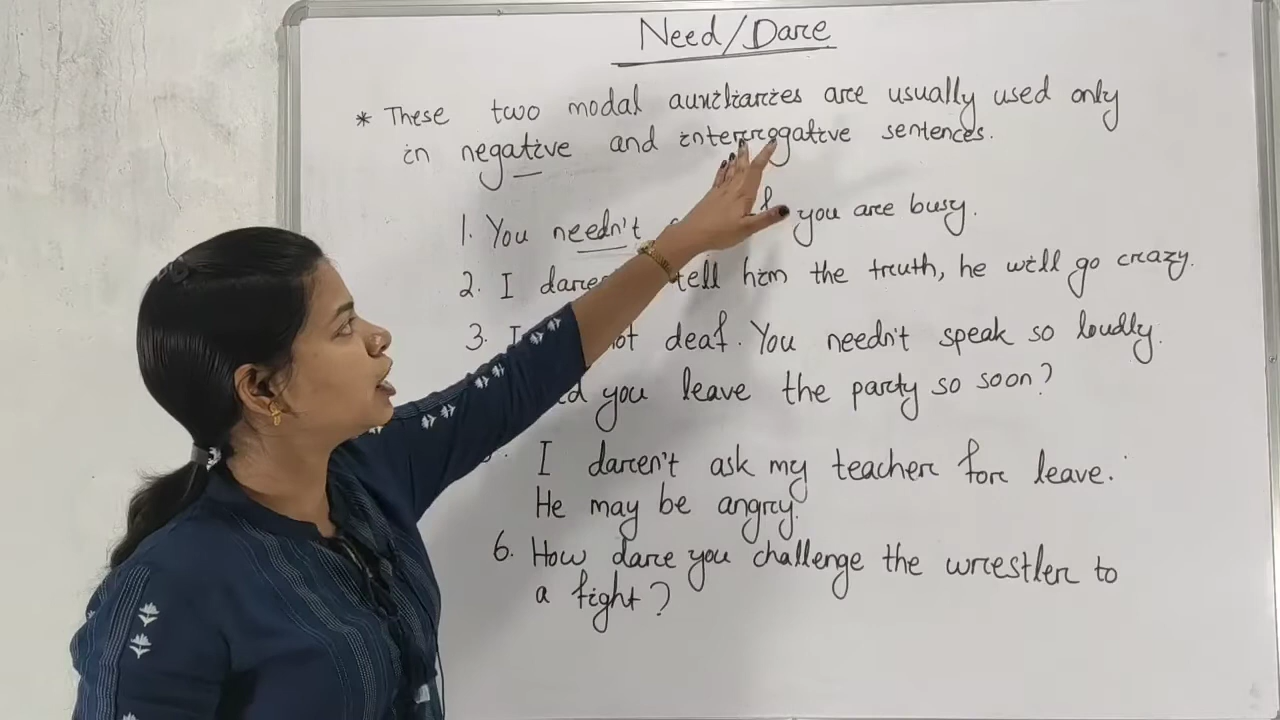 Need/Dare
* These two modal auxiliaries are usually used only
in negative and interrogative sentences.
1. You needn't you are busy.
2. I tell him the truth, he will go crazy.
3. I not deaf. You needn't speak so loudly.
you leave the party so soon?
I daren't ask my teacher for leave.
He may be angry.
6. How dare you challenge the wrestler to
a fight?